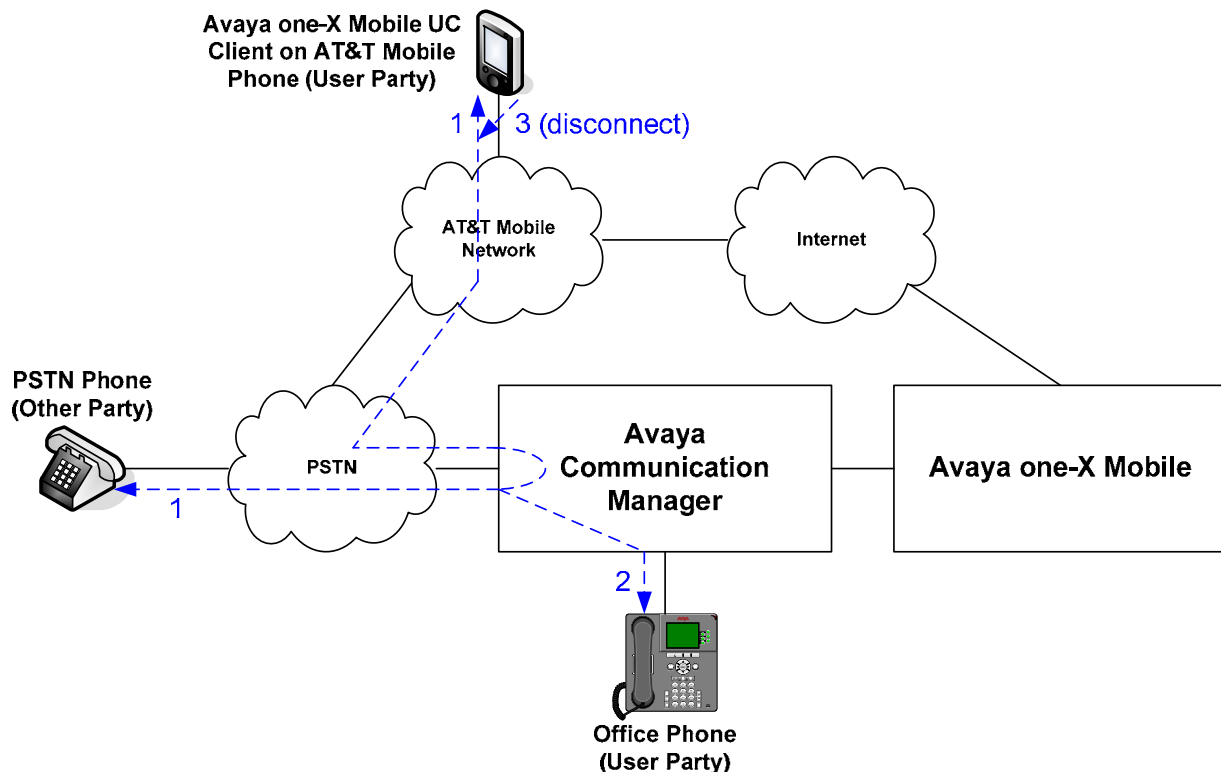 Avaya one-X Mobile UC
Client on AT&T Mobile
Phone (User Party)
1
3 (disconnect)
AT&T Mobile
Network
Internet
PSTN Phone
(Other Party)
PSTN
Avaya
Communication
Manager
Avaya one-X Mobile
1
2
Office Phone
(User Party)